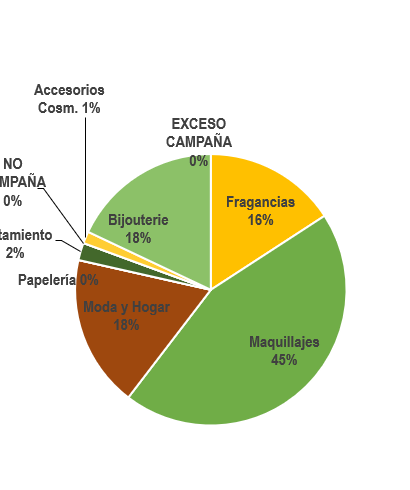 Accesorios
Cosm. 1%
EXCESO
CAMPAÑA
0%
NO
MPAÑA
0%
Fragancias
16%
Bijouterie
18%
tamiento
2%
Papelería 0%
Moda y Hogar
18%
Maquillajes
45%